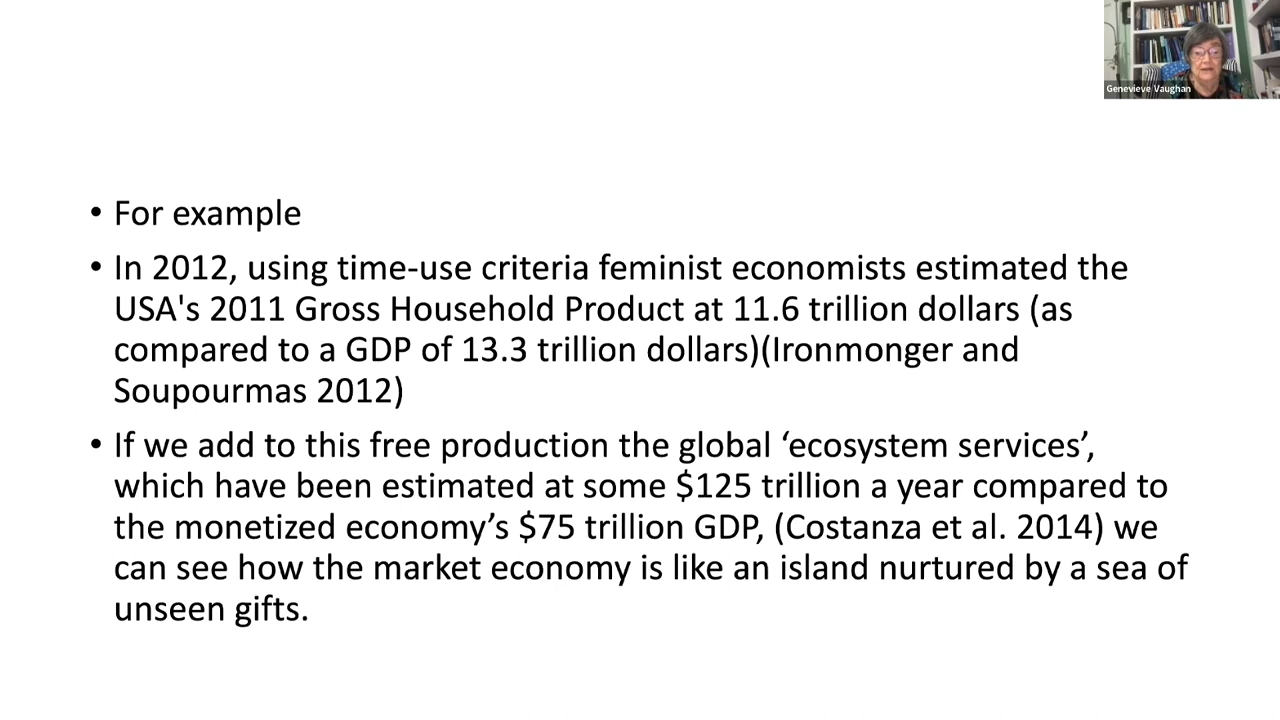 Genevieve Vaughan
• For example
• In 2012, using time-use criteria feminist economists estimated the
USA's 2011 Gross Household Product at 11.6 trillion dollars (as
compared to a GDP of 13.3 trillion dollars)(Ironmonger and
Soupourmas 2012)
• If we add to this free production the global ‘ecosystem services’,
which have been estimated at some $125 trillion a year compared to
the monetized economy’s $75 trillion GDP, (Costanza et al. 2014) we
can see how the market economy is like an island nurtured by a sea of
unseen gifts.